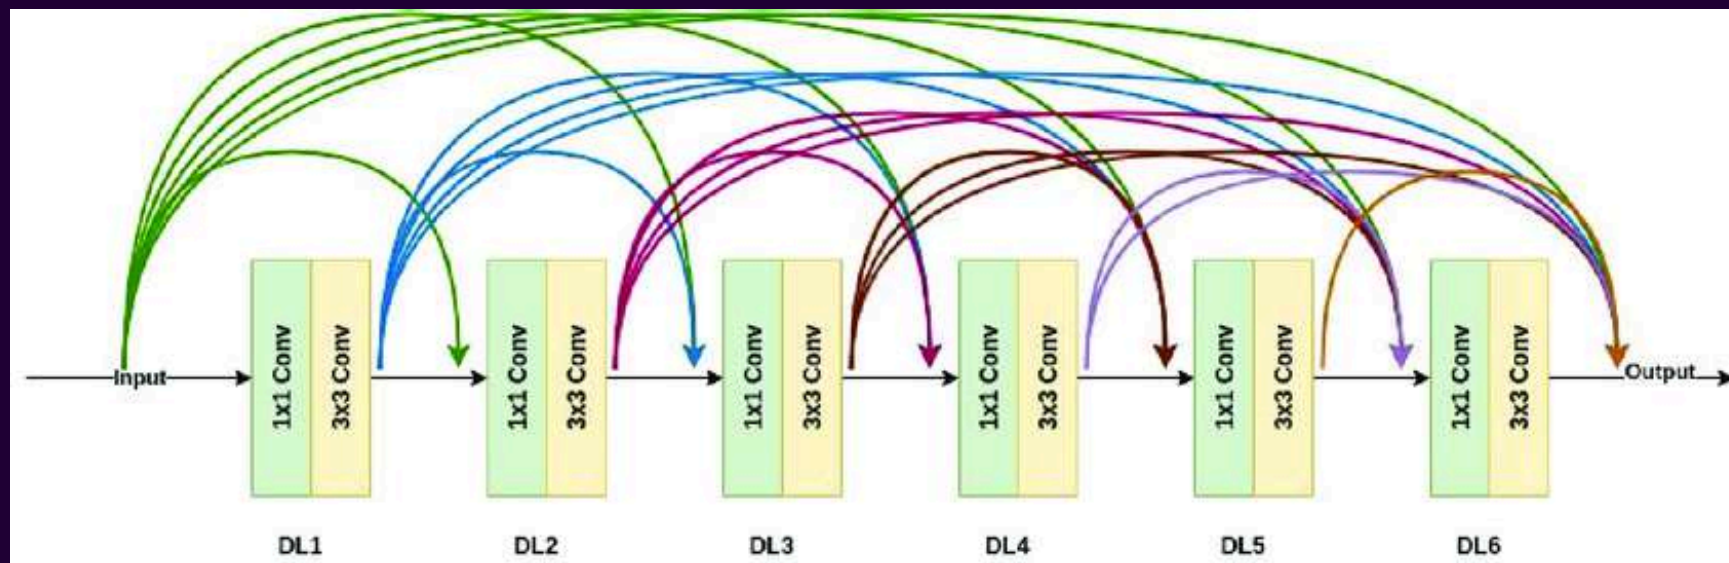 1x1 Conv
3x3 Conv
1x1 Conv
3x3 Conv
1x1 Conv
3x3 Conv
1x1 Conv
3x3 Conv
1x1 Conv
3x3 Conv
1x1 Conv
3x3 Conv
Input
Output
DL1
DL2
DL3
DL4
DL5
DL6